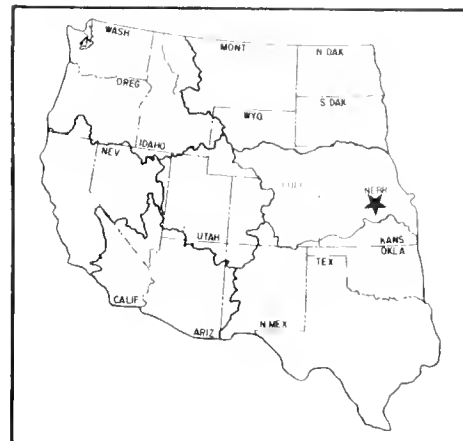 WASH
MONT
N DAK
OREG
S DAK
WYO
IDAHO
NEV
NEBR
UTAH
KANS
OKLA
TEX
CALIF
N MEX
ARIZ